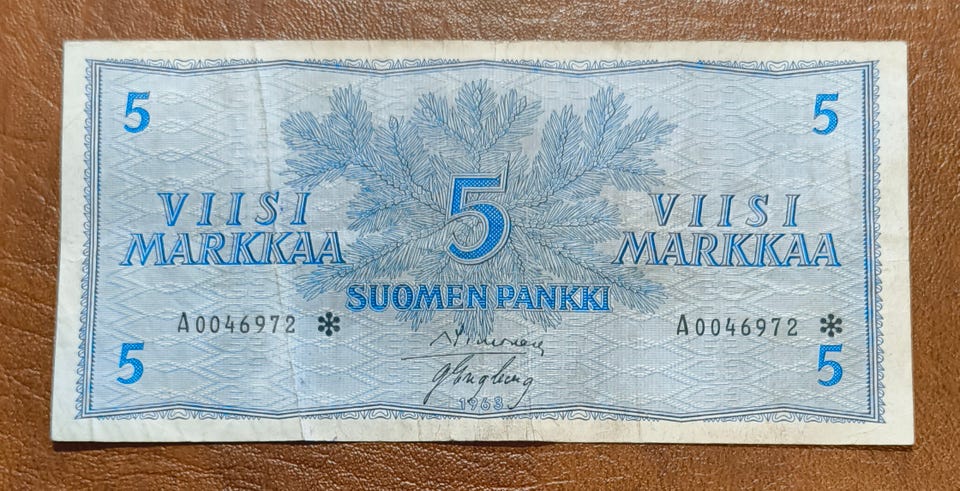 5 5
VIISI VIISI
MARKKAA 5 MARKKAA
SUOMEN PANKKI
A0046972 * A0046972 *
5 5
1963